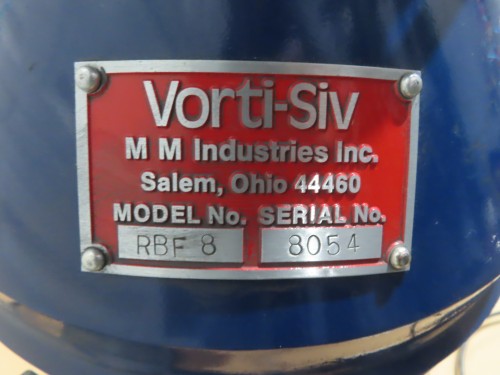 Vorti-Siv
M M Industries Inc.
Salem, Ohio 44460
MODEL No. SERIAL No.
RBF 8 8054